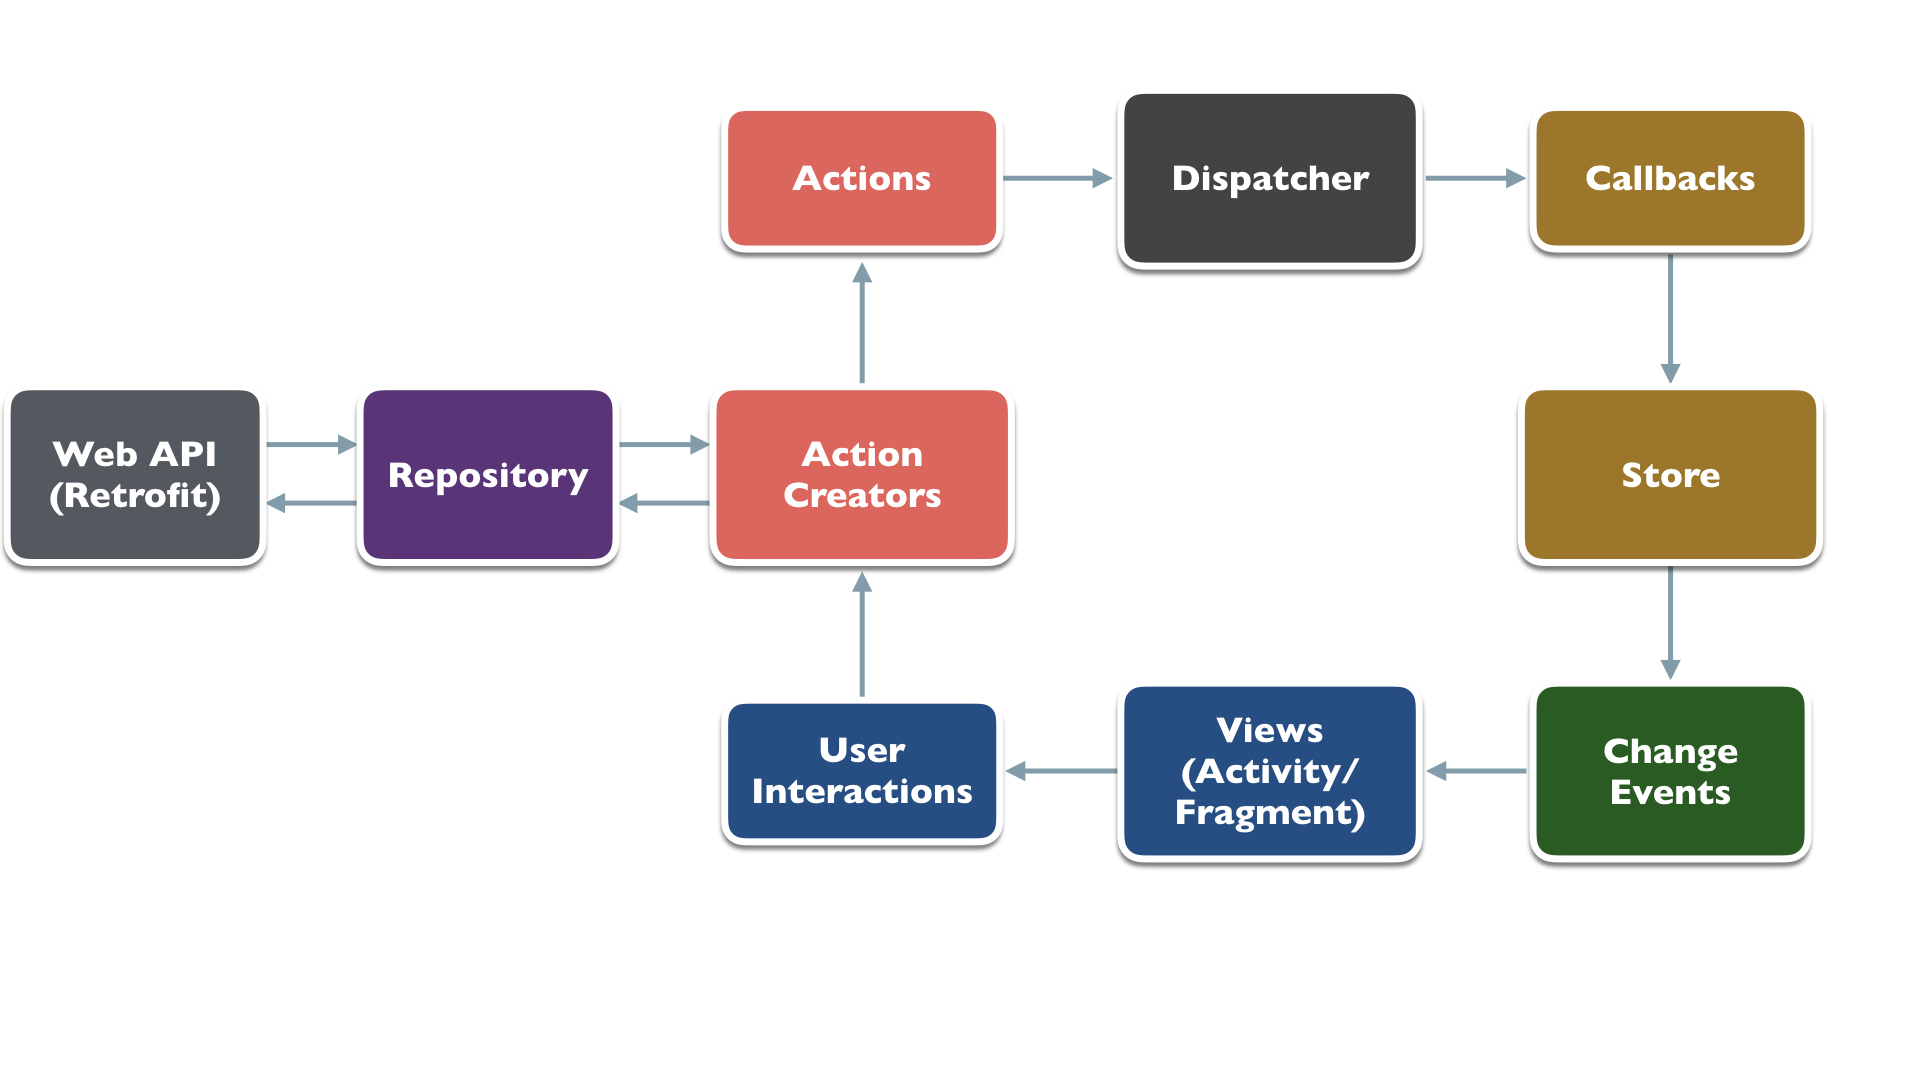 Actions
Dispatcher
Callbacks
Web API
(Retrofit)
Repository
Action
Creators
Store
User
Interactions
Views
(Activity/
Fragment)
Change
Events